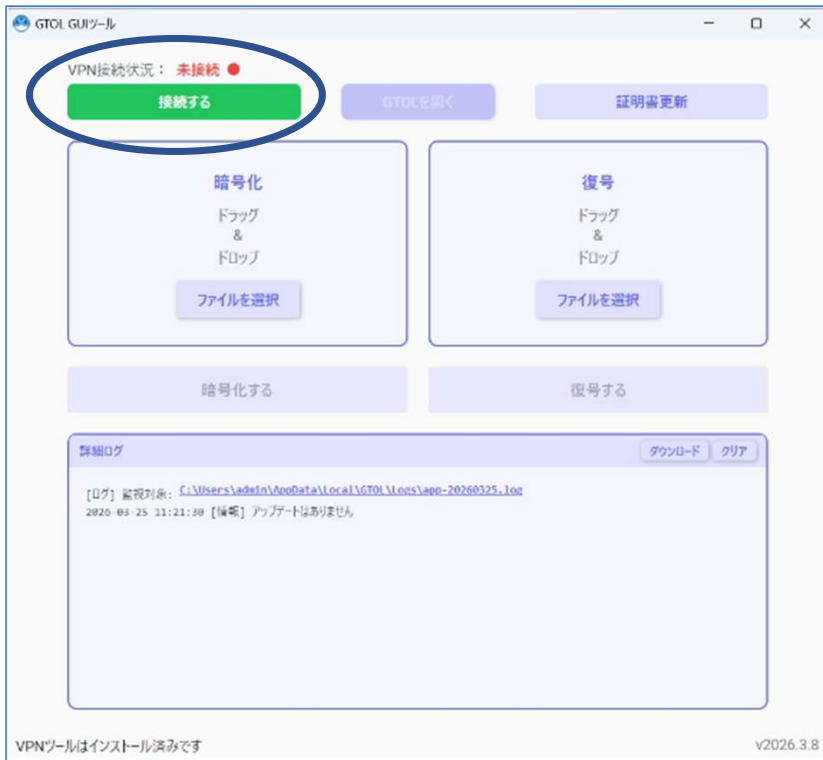 GTOL GUIツール
VPN接続状況： 未接続
接続する
GTOLを開く
証明書更新
暗号化
ドラッグ
&
ドロップ
ファイルを選択
復号
ドラッグ
&
ドロップ
ファイルを選択
暗号化する
復号する
詳細ログ
ダウンロード
クリア
[ログ] 監視対象: C:\Users\admin\AppData\Local\GTOL\Logs\app-20260325.log
2026-03-25 11:21:30 [情報] アップデートはありません
VPNツールはインストール済みです
v2026.3.8